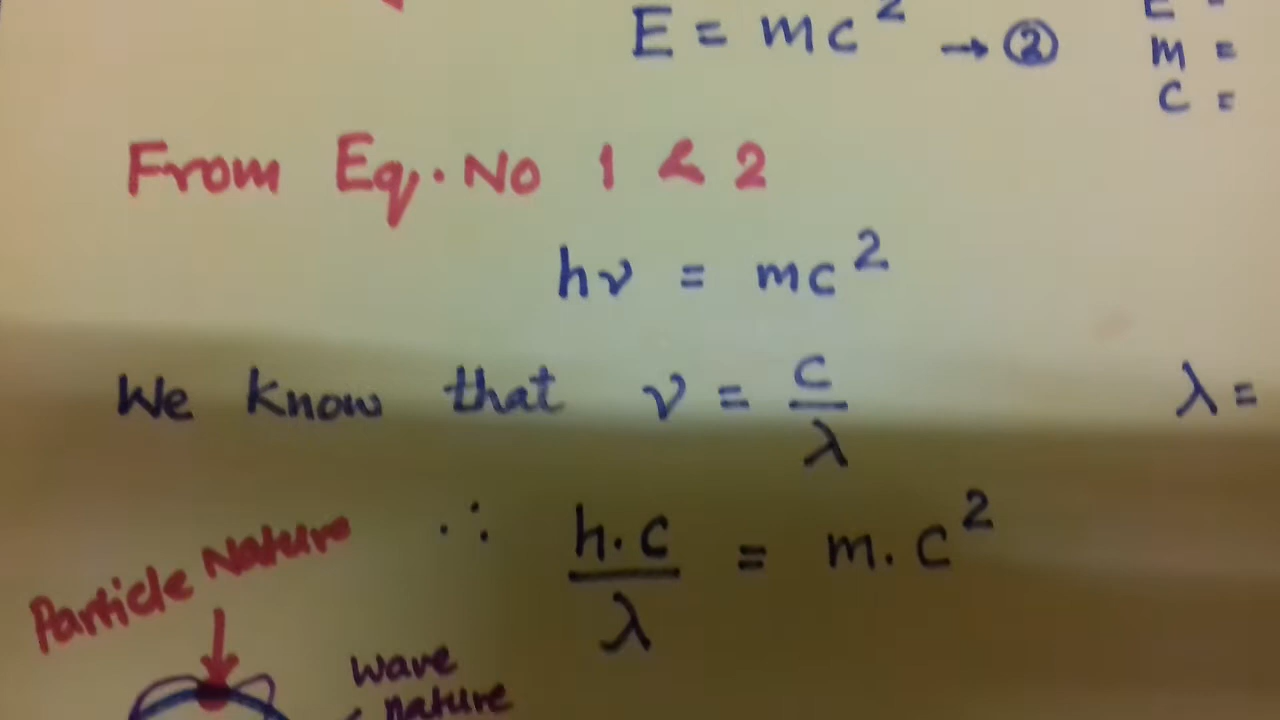 E = mc² → ②
E =
m =
c =
From Eq. No 1 & 2
hν = mc²
We know that ν = c/λ
λ =
∴ h.c/λ = m.c²
Particle Nature
Wave
nature